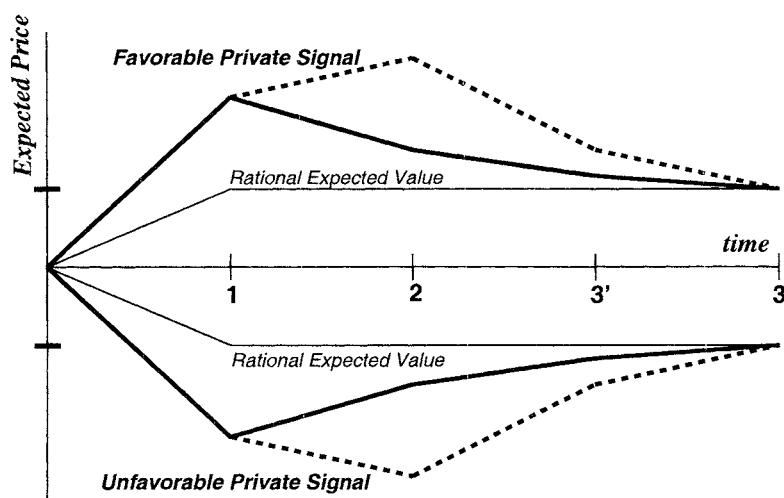 Expected Price
Favorable Private Signal
Rational Expected Value
time
1
2
3'
3
Rational Expected Value
Unfavorable Private Signal